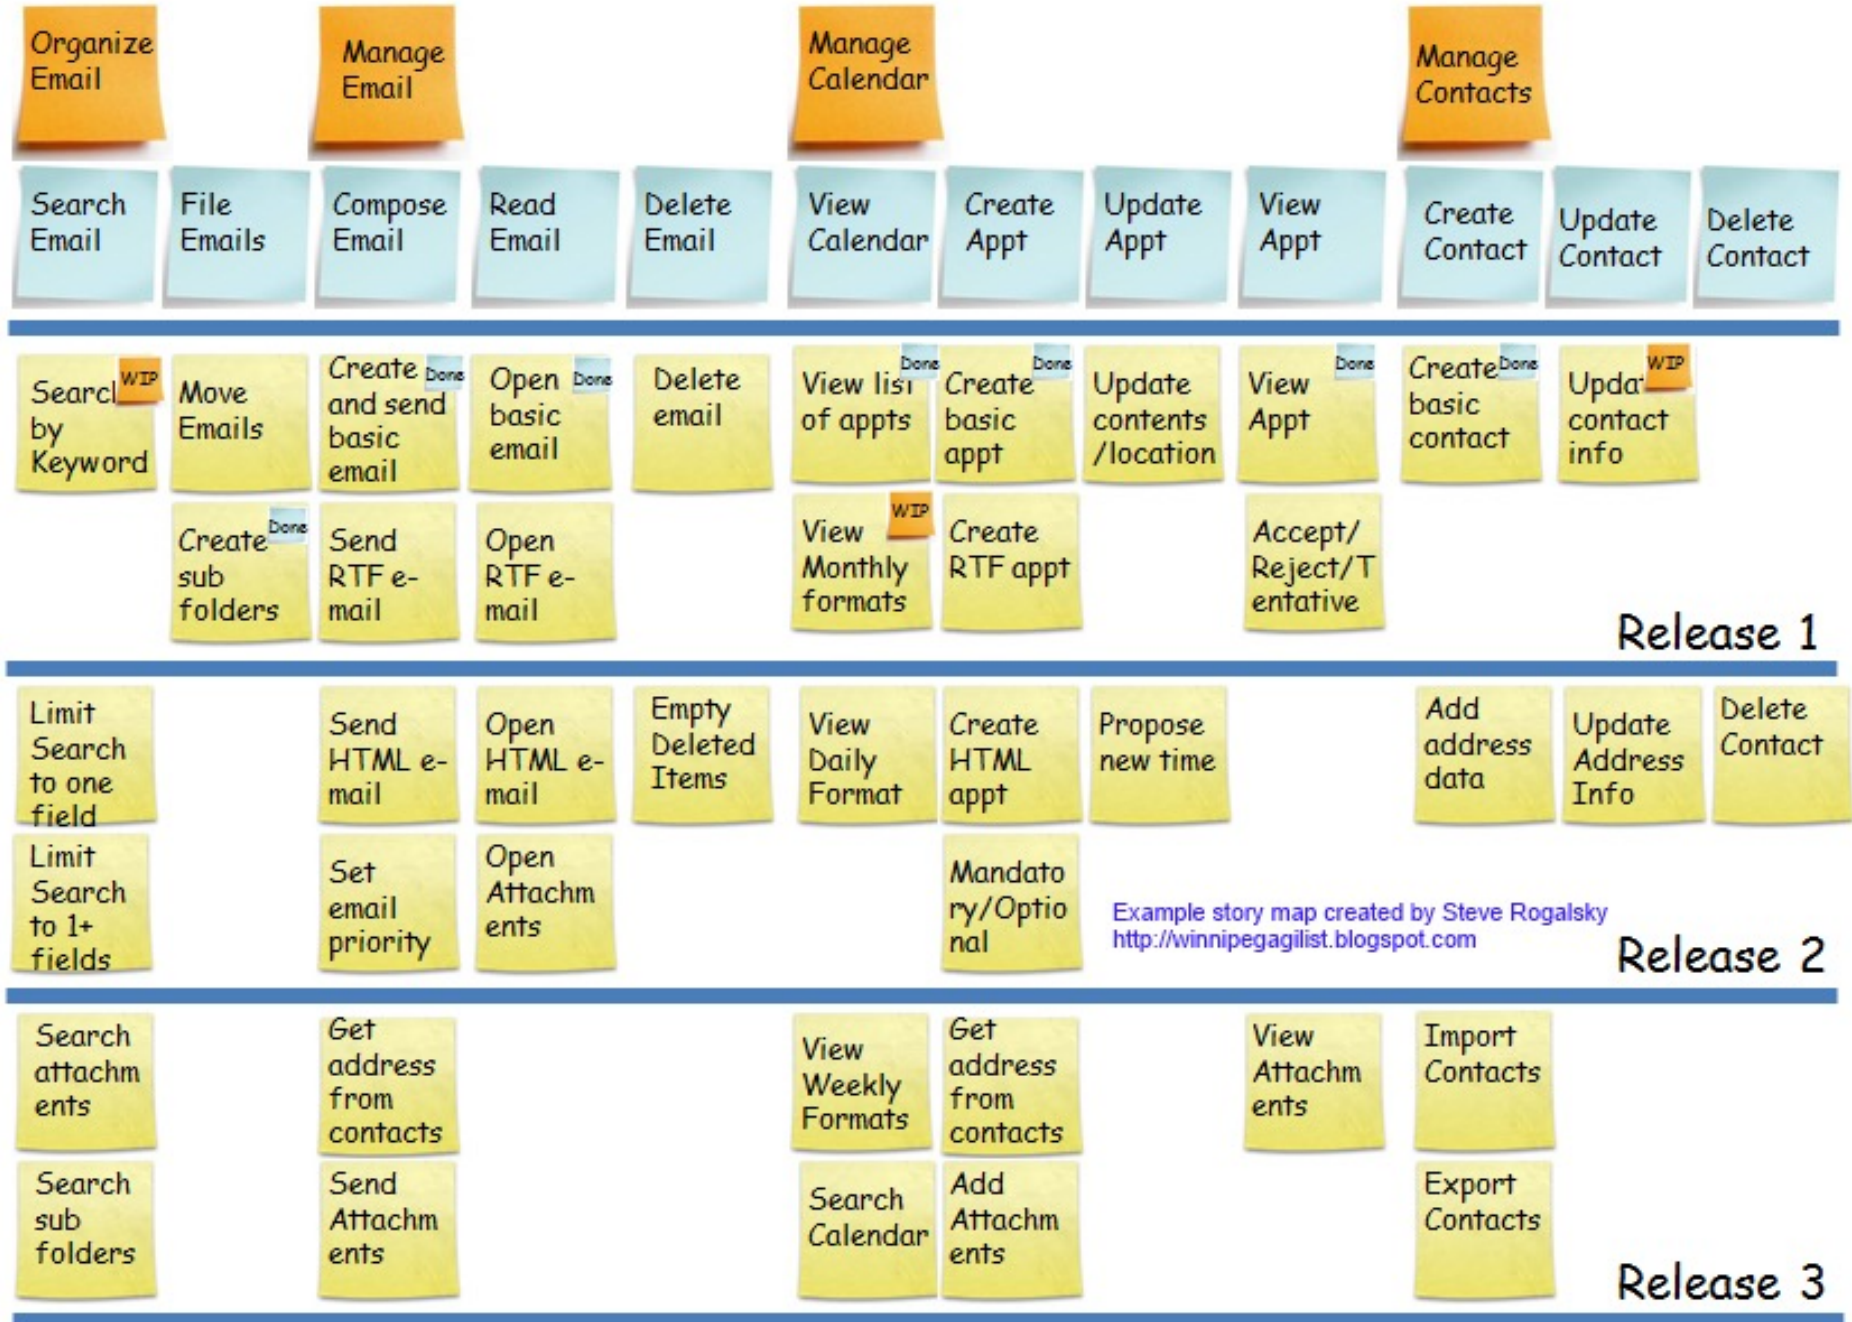 Organize
Email
Manage
Email
Manage
Calendar
Manage
Contacts
Search
Email
File
Emails
Compose
Email
Read
Email
Delete
Email
View
Calendar
Create
Appt
Update
Appt
View
Appt
Create
Contact
Update
Contact
Delete
Contact
Search
by
Keyword
WIP
Move
Emails
Create
and send
basic
email
Done
Open
basic
email
Done
Delete
email
View list
of appts
Done
Create
basic
appt
Done
Update
contents
/location
View
Appt
Done
Create
basic
contact
Done
Update
contact
info
WIP
Create
sub
folders
Done
Send
RTF e-
mail
Open
RTF e-
mail
View
Monthly
formats
WIP
Create
RTF appt
Accept/
Reject/T
entative
Release 1
Limit
Search
to one
field
Send
HTML e-
mail
Open
HTML e-
mail
Empty
Deleted
Items
View
Daily
Format
Create
HTML
appt
Propose
new time
Add
address
data
Update
Address
Info
Delete
Contact
Limit
Search
to 1+
fields
Set
email
priority
Open
Attachm
ents
Mandato
ry/Optio
nal
Example story map created by Steve Rogalsky
http://winnipegagilist.blogspot.com
Release 2
Search
attachm
ents
Get
address
from
contacts
View
Weekly
Formats
Get
address
from
contacts
View
Attachm
ents
Import
Contacts
Search
sub
folders
Send
Attachm
ents
Search
Calendar
Add
Attachm
ents
Export
Contacts
Release 3